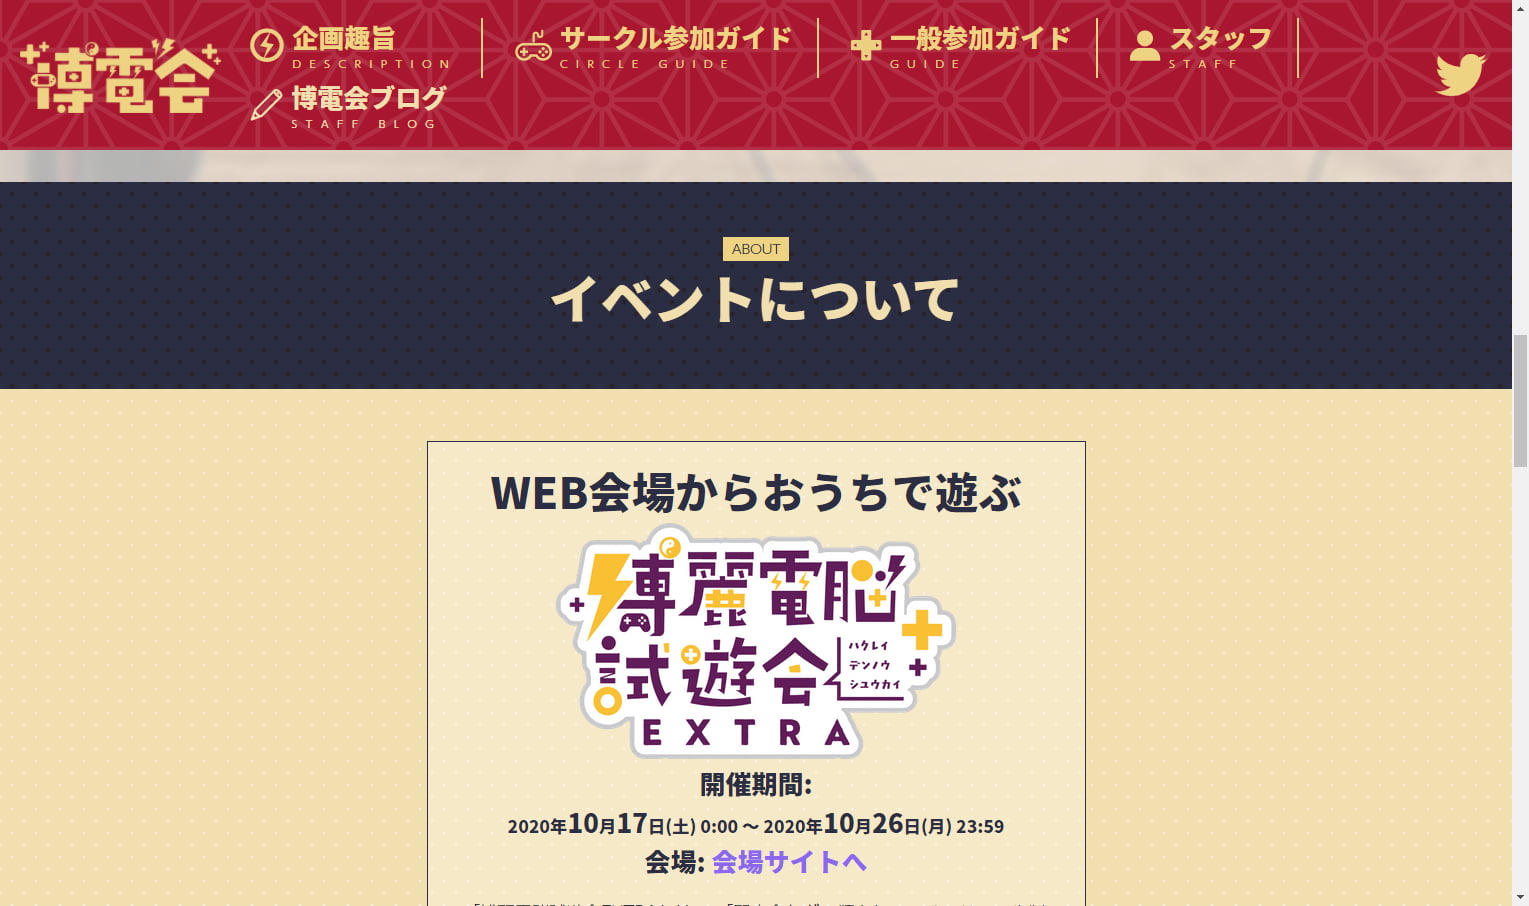 博電会
企画趣旨
DESCRIPTION
サークル参加ガイド
CIRCLE GUIDE
一般参加ガイド
GUIDE
スタッフ
STAFF
博電会ブログ
STAFF BLOG
ABOUT
イベントについて
WEB会場からおうちで遊ぶ
博麗電脳
試遊会
ハクレイ
デンノウ
シユウカイ
EXTRA
開催期間:
2020年10月17日(土) 0:00 〜 2020年10月26日(月) 23:59
会場: 会場サイトへ